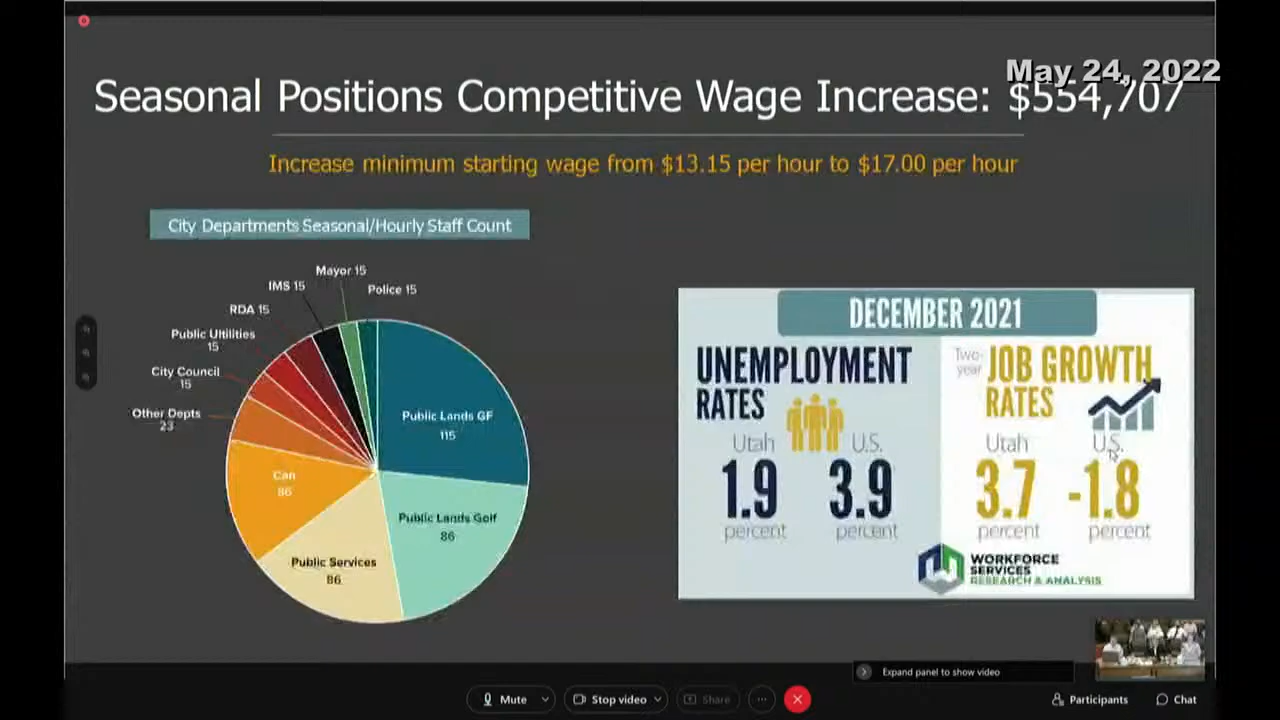 May 24, 2022
Seasonal Positions Competitive Wage Increase: $554,707
Increase minimum starting wage from $13.15 per hour to $17.00 per hour
City Departments Seasonal/Hourly Staff Count
Mayor 15
IMS 15
Police 15
RDA 15
Public Utilities
15
City Council
15
Other Depts
23
Public Lands GF
115
Can
86
Public Lands Golf
86
Public Services
86
DECEMBER 2021
UNEMPLOYMENT
RATES
Utah
U.S.
1.9
3.9
percent
percent
Two-
year
JOB GROWTH
RATES
Utah
U.S.
3.7
-1.8
percent
percent
WORKFORCE
SERVICES
RESEARCH & ANALYSIS
Expand panel to show video
Mute
Stop video
Share
Participants
Chat